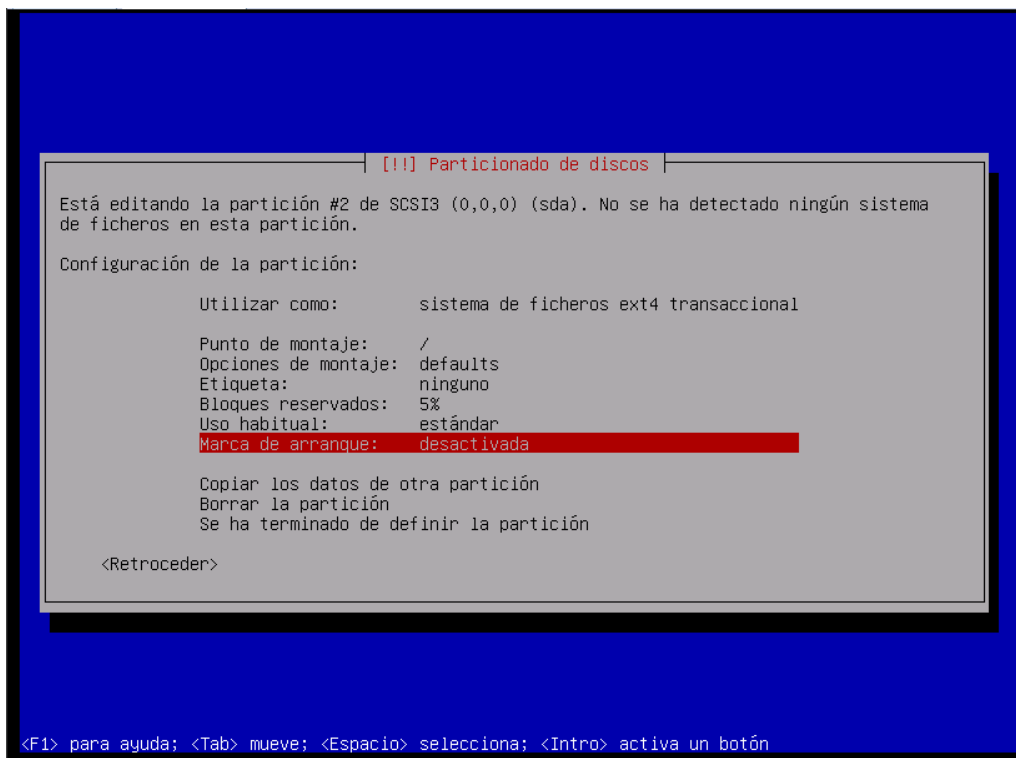 [!!] Particionado de discos
Está editando la partición #2 de SCSI3 (0,0,0) (sda). No se ha detectado ningún sistema
de ficheros en esta partición.
Configuración de la partición:
Utilizar como: sistema de ficheros ext4 transaccional
Punto de montaje: /
Opciones de montaje: defaults
Etiqueta: ninguno
Bloques reservados: 5%
Uso habitual: estándar
Marca de arranque: desactivada
Copiar los datos de otra partición
Borrar la partición
Se ha terminado de definir la partición
<Retroceder>
<F1> para ayuda; <Tab> mueve; <Espacio> selecciona; <Intro> activa un botón